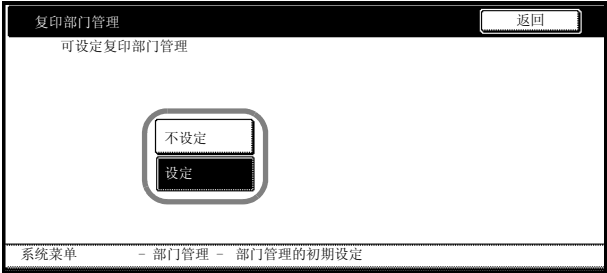 复印部门管理 返回
可设定复印部门管理
不设定
设定
系统菜单 - 部门管理 - 部门管理的初期设定